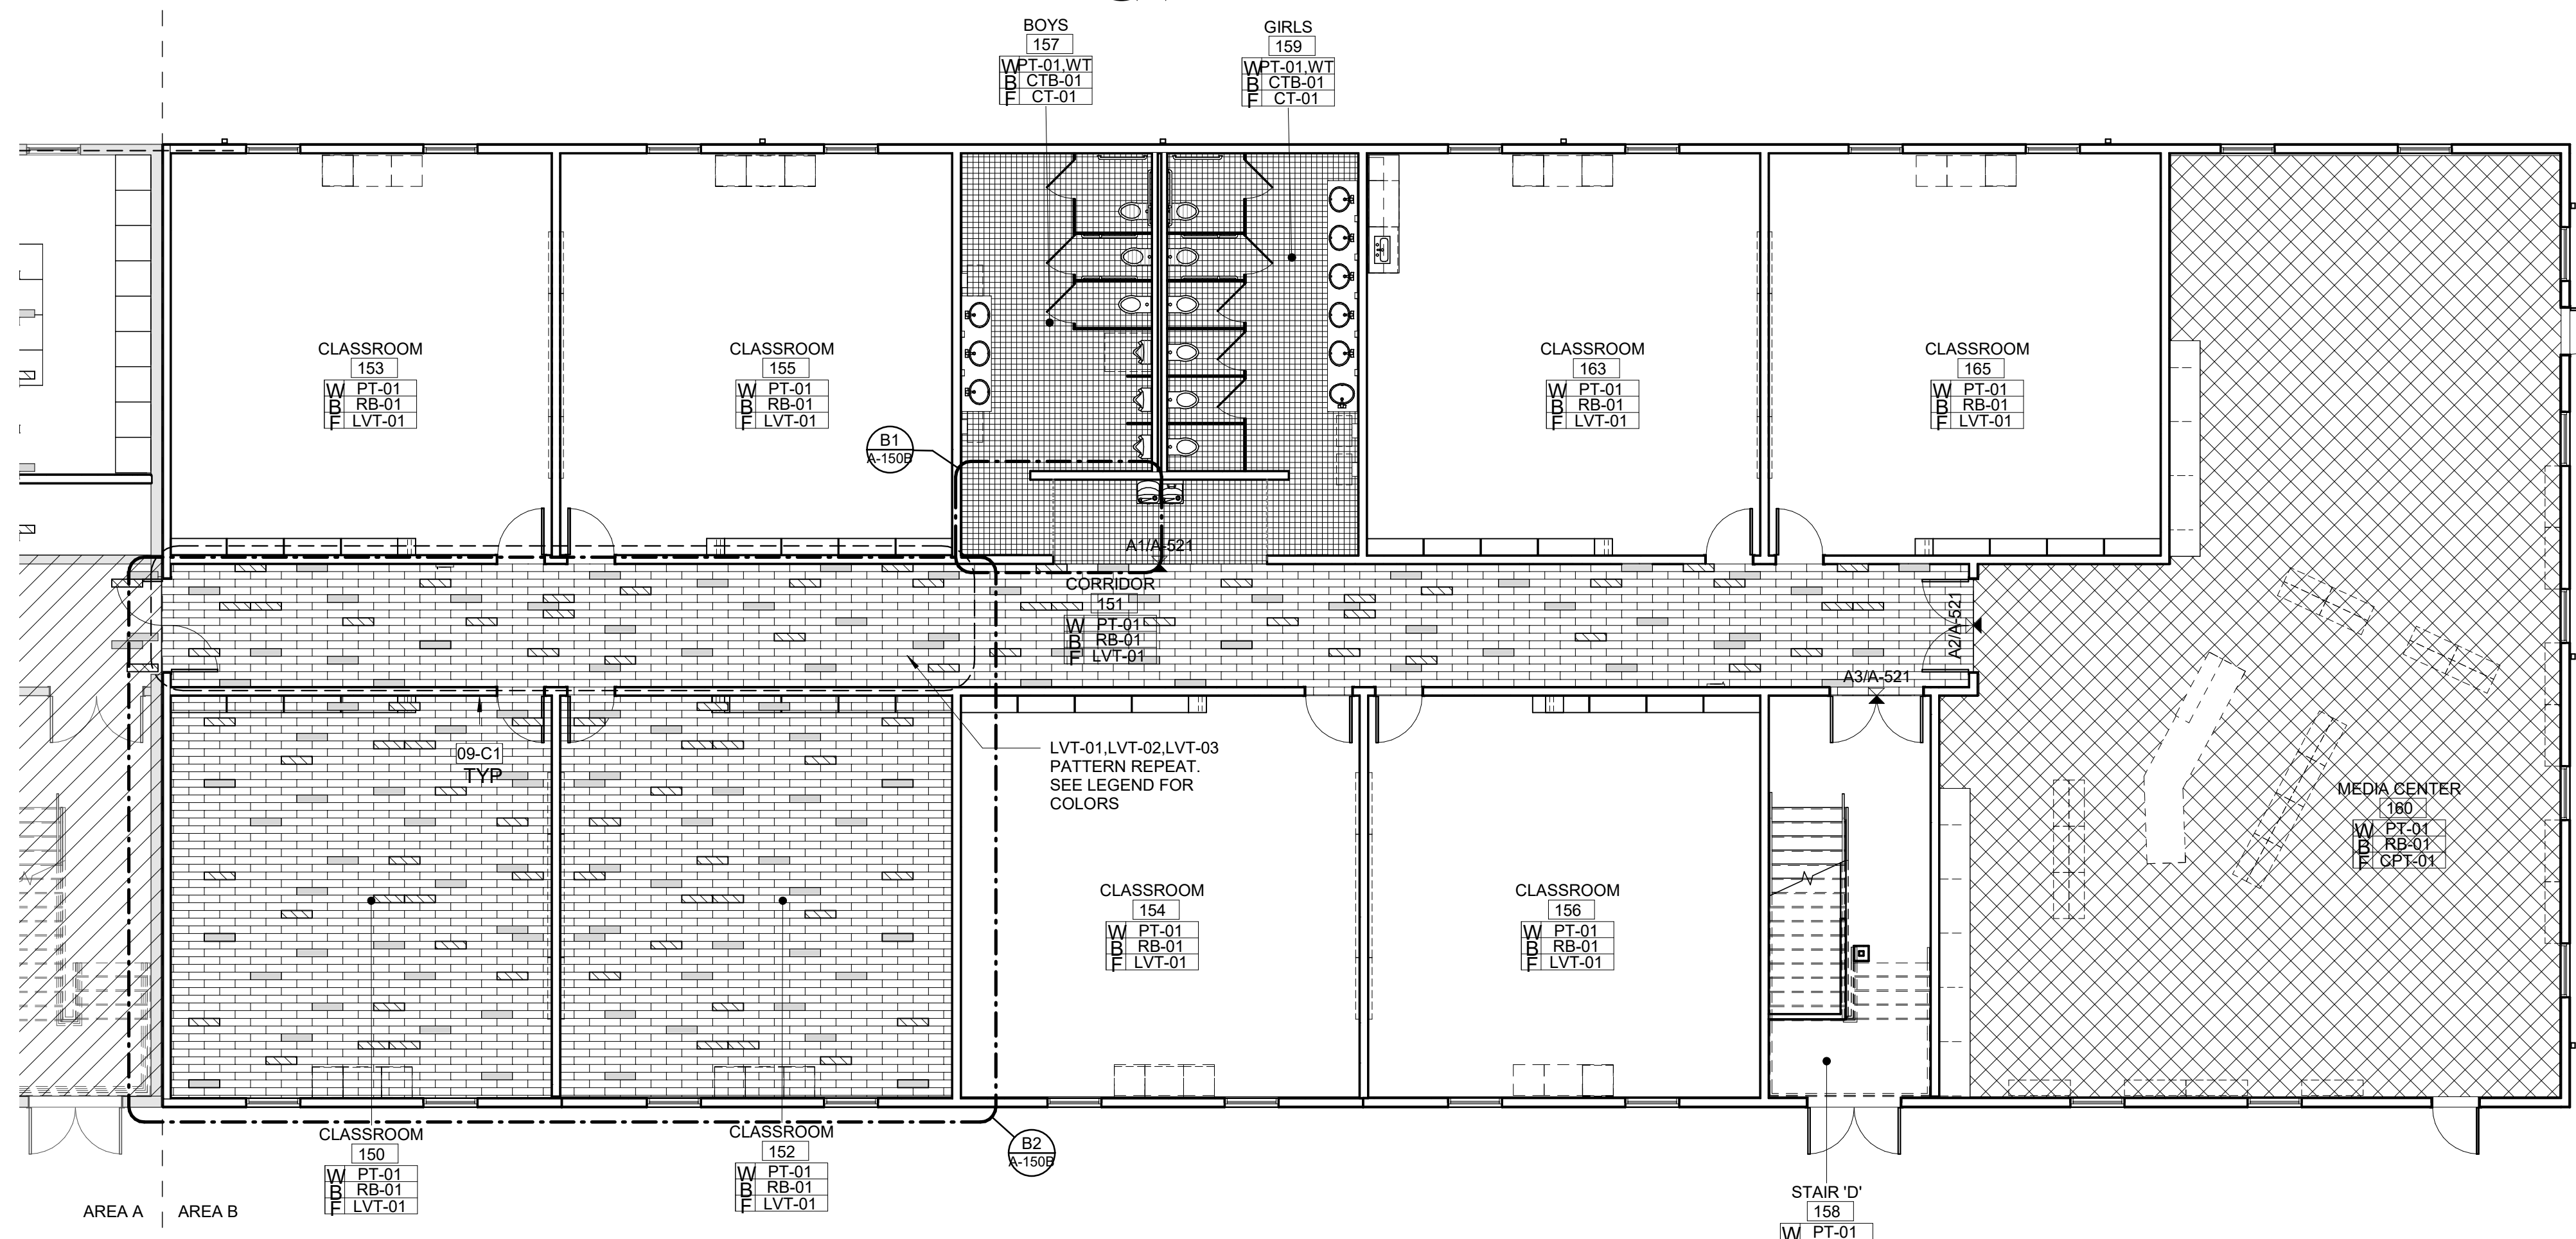 BOYS
157
W PT-01,WT
B CTB-01
F CT-01
GIRLS
159
W PT-01,WT
B CTB-01
F CT-01
CLASSROOM
153
W PT-01
B RB-01
F LVT-01
CLASSROOM
155
W PT-01
B RB-01
F LVT-01
CLASSROOM
163
W PT-01
B RB-01
F LVT-01
CLASSROOM
165
W PT-01
B RB-01
F LVT-01
B1
A-150B
A1/A-521
CORRIDOR
151
W PT-01
B RB-01
F LVT-01
A2/A-521
A3/A-521
09-C1
TYP
LVT-01,LVT-02,LVT-03
PATTERN REPEAT.
SEE LEGEND FOR
COLORS
MEDIA CENTER
160
W PT-01
B RB-01
F CPT-01
CLASSROOM
154
W PT-01
B RB-01
F LVT-01
CLASSROOM
156
W PT-01
B RB-01
F LVT-01
CLASSROOM
150
W PT-01
B RB-01
F LVT-01
CLASSROOM
152
W PT-01
B RB-01
F LVT-01
B2
A-150B
STAIR 'D'
158
W PT-01
AREA A
AREA B